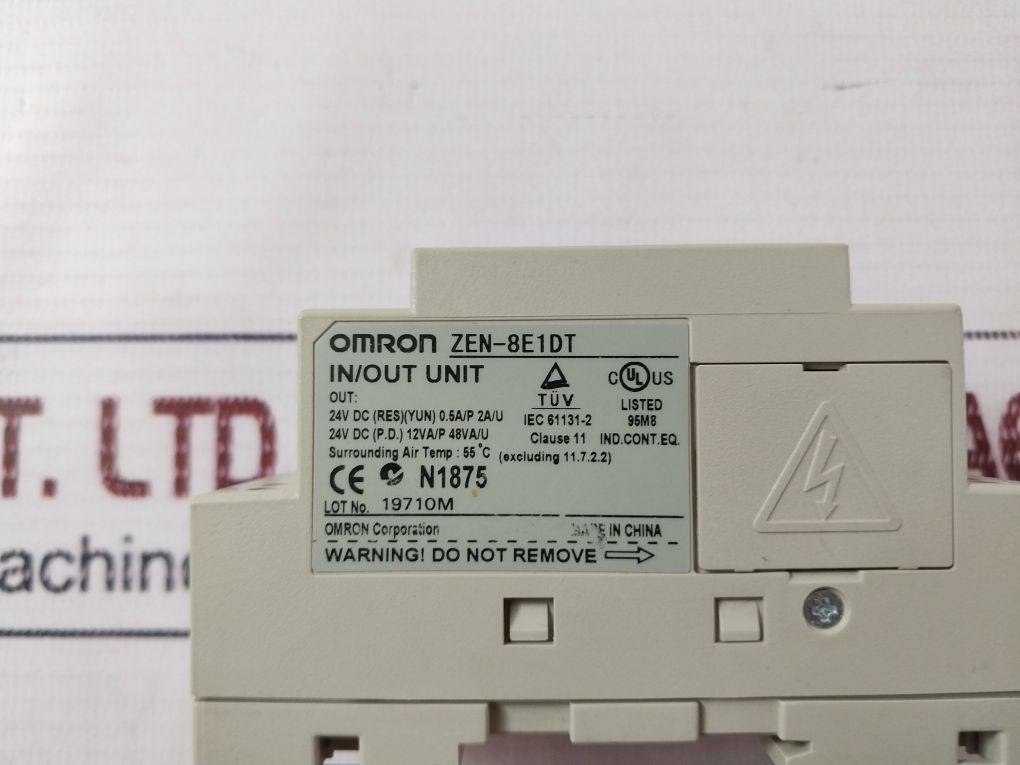 OMRON ZEN-8E1DT
IN/OUT UNIT
OUT:
24V DC (RES)(YUN) 0.5A/P 2A/U
24V DC (P.D.) 12VA/P 48VA/U
Surrounding Air Temp : 55°C
TÜV
IEC 61131-2
Clause 11
(excluding 11.7.2.2)
C UL US
LISTED
95M8
IND.CONT.EQ.
CE N1875
LOT No. 19710M
OMRON Corporation MADE IN CHINA
WARNING! DO NOT REMOVE
T. LTD
achine